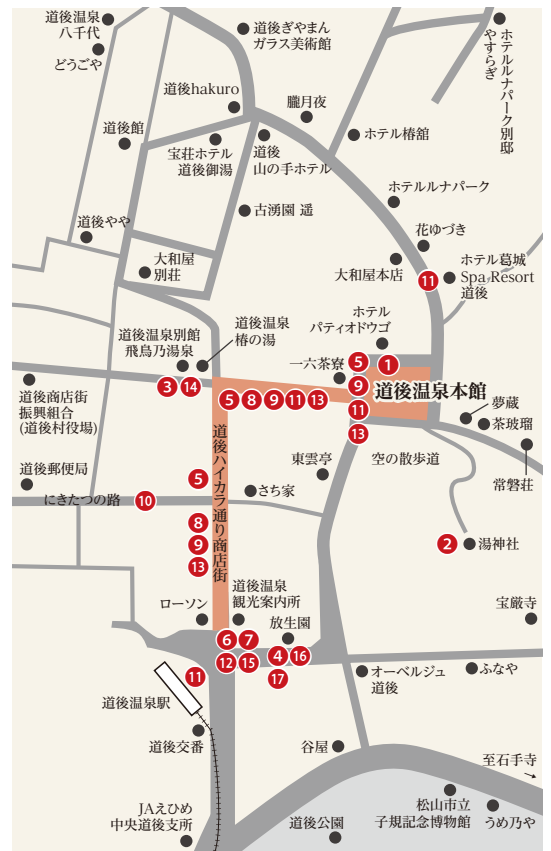 道後温泉
八千代
どうごや
道後ぎやまん
ガラス美術館
ホテルルナパーク別邸
やすらぎ
道後hakuro
朧月夜
道後館
宝荘ホテル
道後御湯
道後
山の手ホテル
ホテル椿舘
ホテルルナパーク
古湧園 遥
花ゆづき
道後やや
大和屋
別荘
大和屋本店
11
ホテル葛城
Spa Resort
道後
ホテル
パティオドウゴ
道後温泉別館
飛鳥乃湯泉
道後温泉
椿の湯
一六茶寮
5
1
3
14
9
道後温泉本館
道後商店街
振興組合
(道後村役場)
5
8
9
11
13
11
夢蔵
茶玻瑠
13
道後ハイカラ通り商店街
東雲亭
空の散歩道
常磐荘
道後郵便局
5
さち家
にきたつの路
10
8
9
2
湯神社
13
道後温泉
観光案内所
ローソン
放生園
宝厳寺
6
7
12
15
4
16
17
11
オーベルジュ
道後
ふなや
道後温泉駅
道後交番
谷屋
至石手寺
→
JAえひめ
中央道後支所
道後公園
松山市立
子規記念博物館
うめ乃や